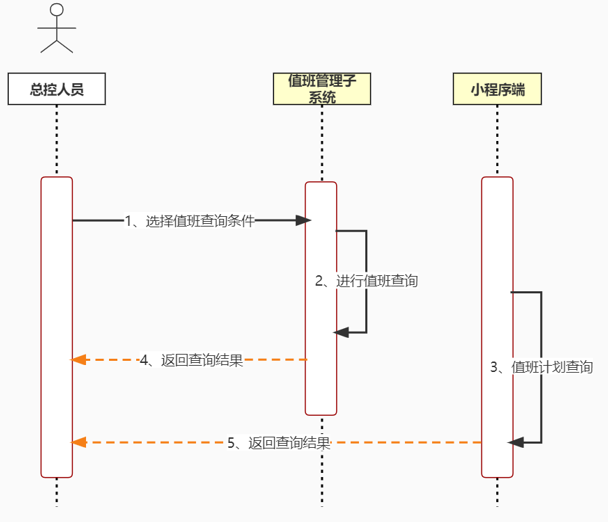 总控人员
值班管理子
系统
小程序端
1、选择值班查询条件
2、进行值班查询
4、返回查询结果
3、值班计划查询
5、返回查询结果